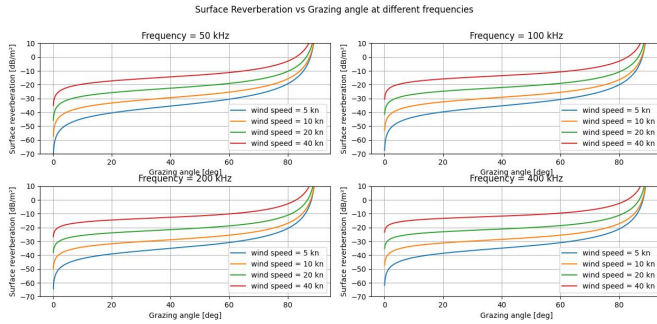 Surface Reverberation vs Grazing angle at different frequencies
Frequency = 50 kHz
Surface reverberation [dB/m²]
10
0
−10
−20
−30
−40
−50
−60
−70
0
20
40
60
80
Grazing angle [deg]
wind speed = 5 kn
wind speed = 10 kn
wind speed = 20 kn
wind speed = 40 kn
Frequency = 100 kHz
Surface reverberation [dB/m²]
10
0
−10
−20
−30
−40
−50
−60
−70
0
20
40
60
80
Grazing angle [deg]
wind speed = 5 kn
wind speed = 10 kn
wind speed = 20 kn
wind speed = 40 kn
Frequency = 200 kHz
Surface reverberation [dB/m²]
10
0
−10
−20
−30
−40
−50
−60
−70
0
20
40
60
80
Grazing angle [deg]
wind speed = 5 kn
wind speed = 10 kn
wind speed = 20 kn
wind speed = 40 kn
Frequency = 400 kHz
Surface reverberation [dB/m²]
10
0
−10
−20
−30
−40
−50
−60
−70
0
20
40
60
80
Grazing angle [deg]
wind speed = 5 kn
wind speed = 10 kn
wind speed = 20 kn
wind speed = 40 kn